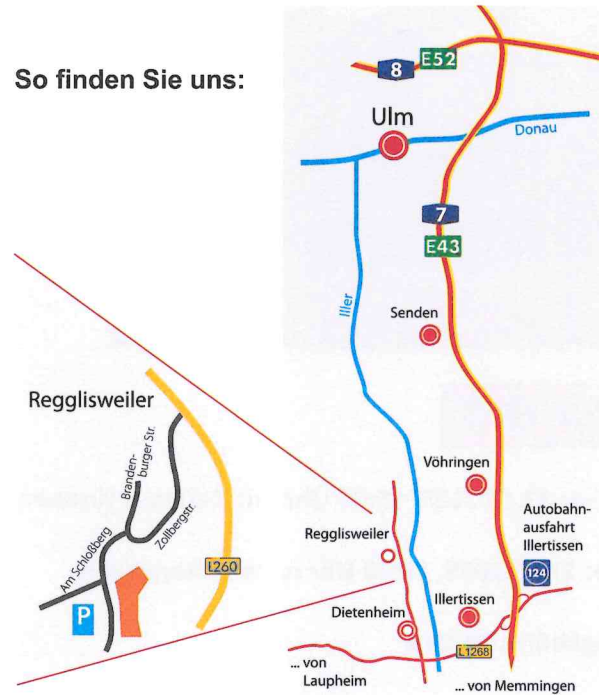 So finden Sie uns:
8
E52
Ulm
Donau
7
E43
Iller
Senden
Vöhringen
Autobahn-
ausfahrt
Illertissen
124
Regglisweiler
Dietenheim
Illertissen
L1268
... von
Laupheim
... von Memmingen
Regglisweiler
Branden-
burger Str.
Zollbergstr.
Am Schloßberg
L260
P